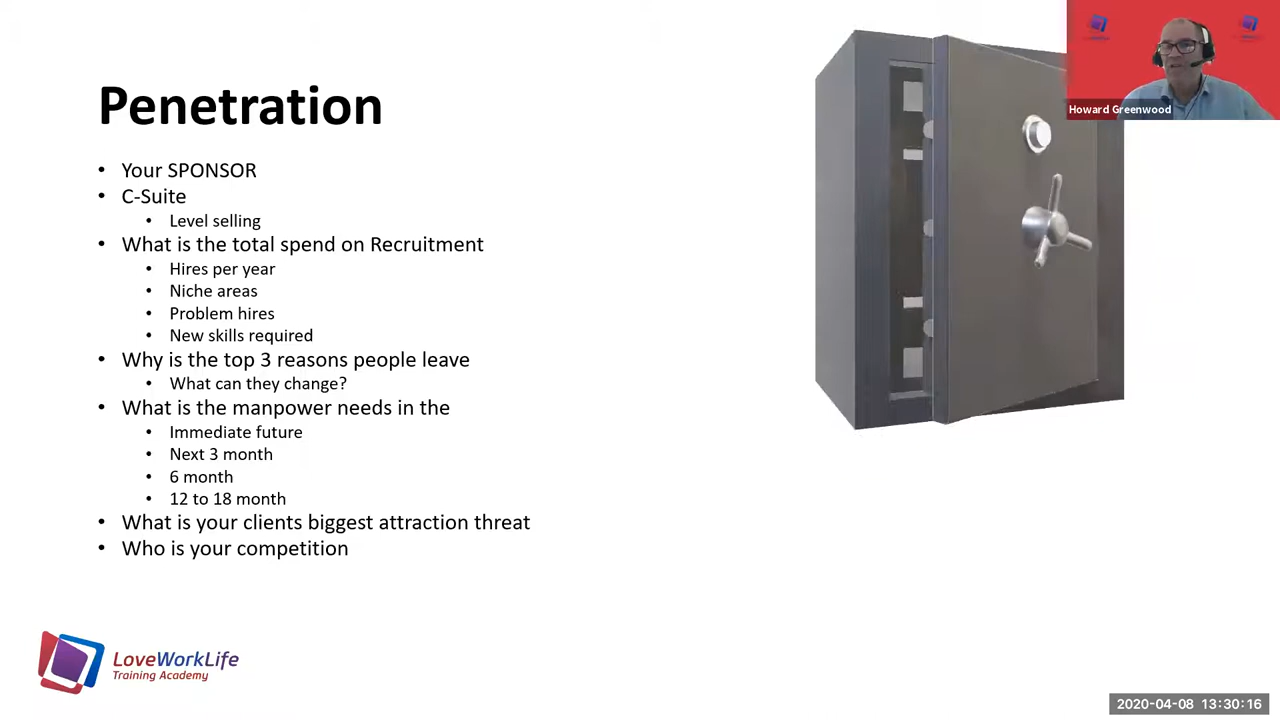 Penetration
• Your SPONSOR
• C-Suite
• Level selling
• What is the total spend on Recruitment
• Hires per year
• Niche areas
• Problem hires
• New skills required
• Why is the top 3 reasons people leave
• What can they change?
• What is the manpower needs in the
• Immediate future
• Next 3 month
• 6 month
• 12 to 18 month
• What is your clients biggest attraction threat
• Who is your competition
Howard Greenwood
LoveWorkLife
Training Academy
2020-04-08 13:30:16